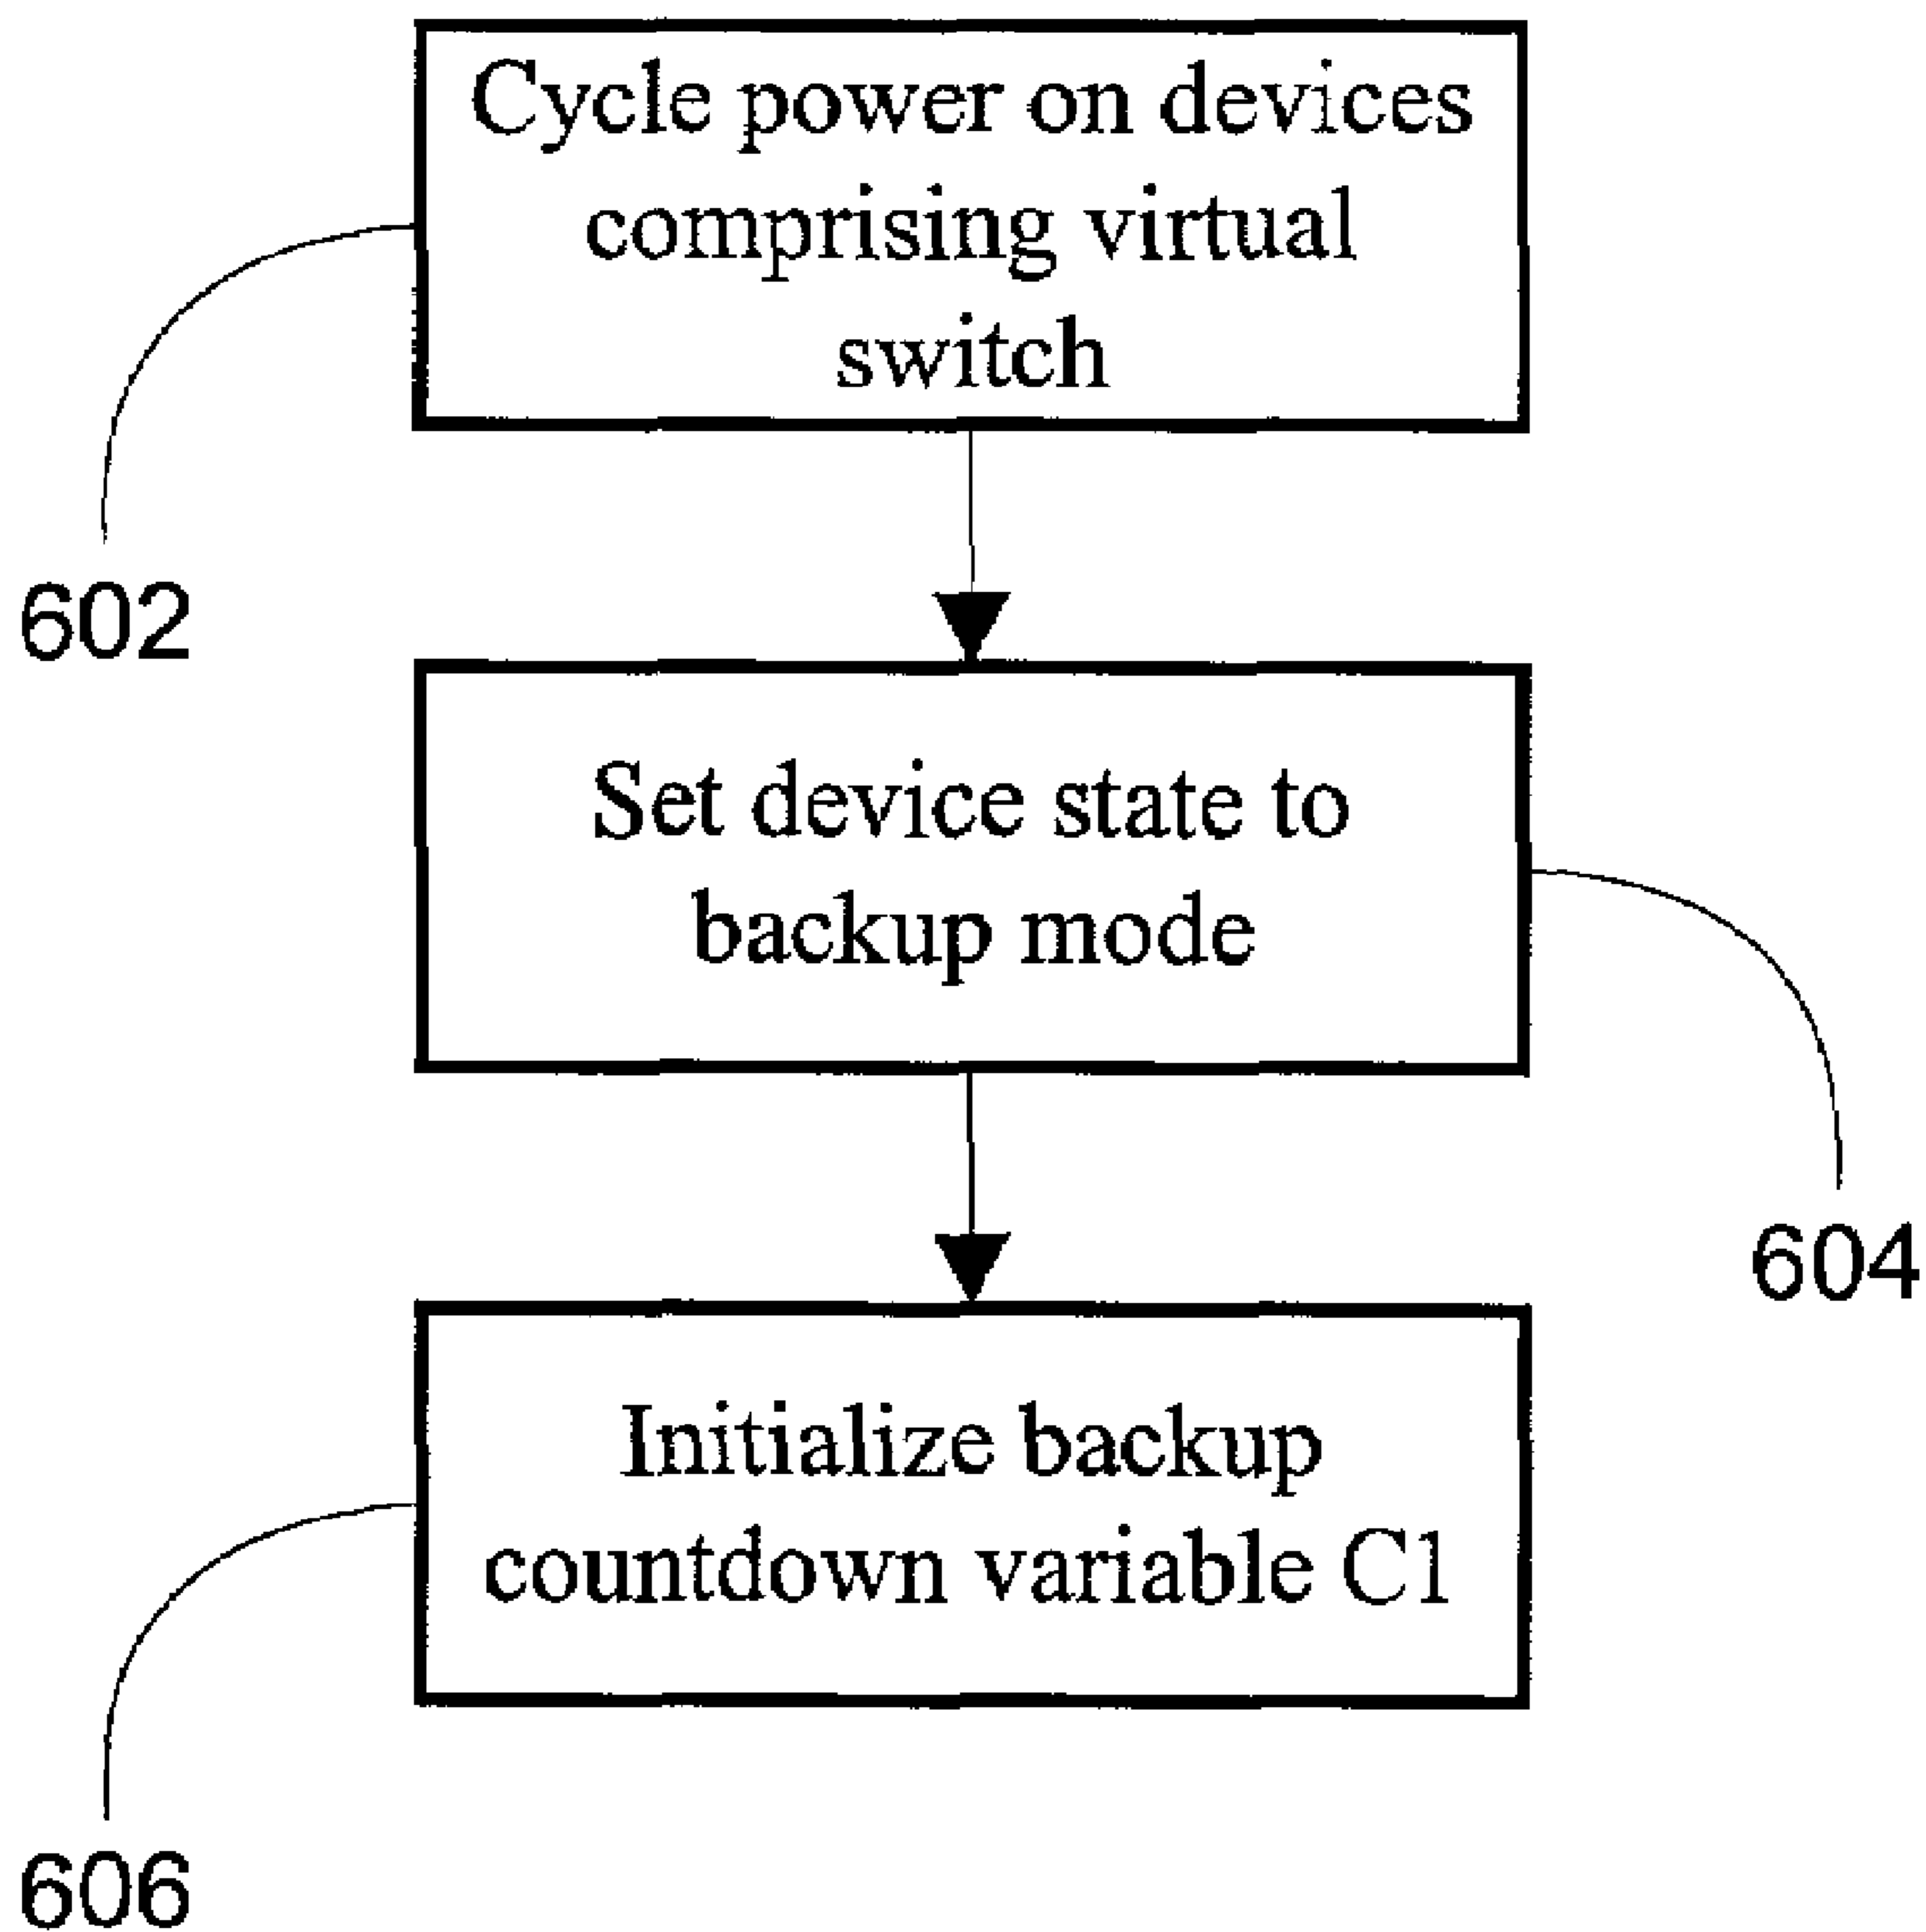 Cycle power on devices
comprising virtual
switch
602
Set device state to
backup mode
604
Initialize backup
countdown variable C1
606